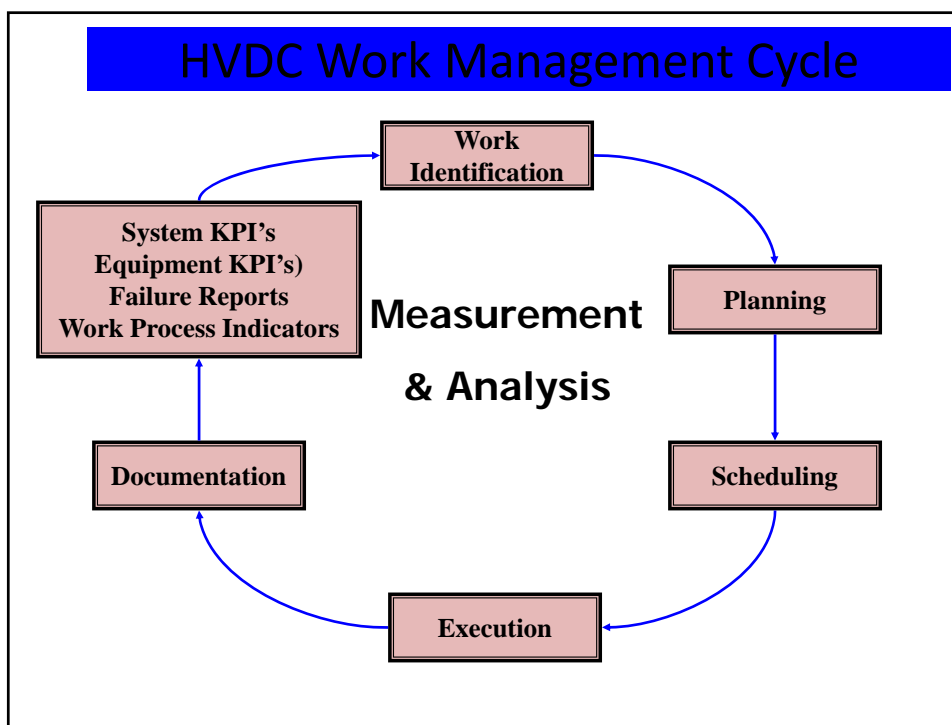 HVDC Work Management Cycle
Work
Identification
System KPI's
Equipment KPI's)
Failure Reports
Work Process Indicators
Measurement
& Analysis
Planning
Documentation
Scheduling
Execution